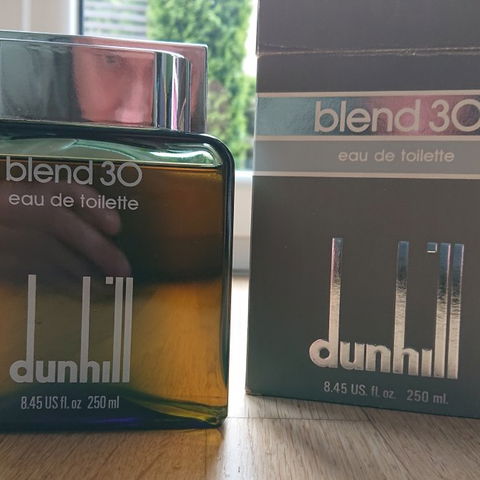 blend 30
eau de toilette
dunhill
8.45 US fl. oz 250 ml
blend 30
eau de toilette
dunhill
8.45 US. fl. oz. 250 ml.